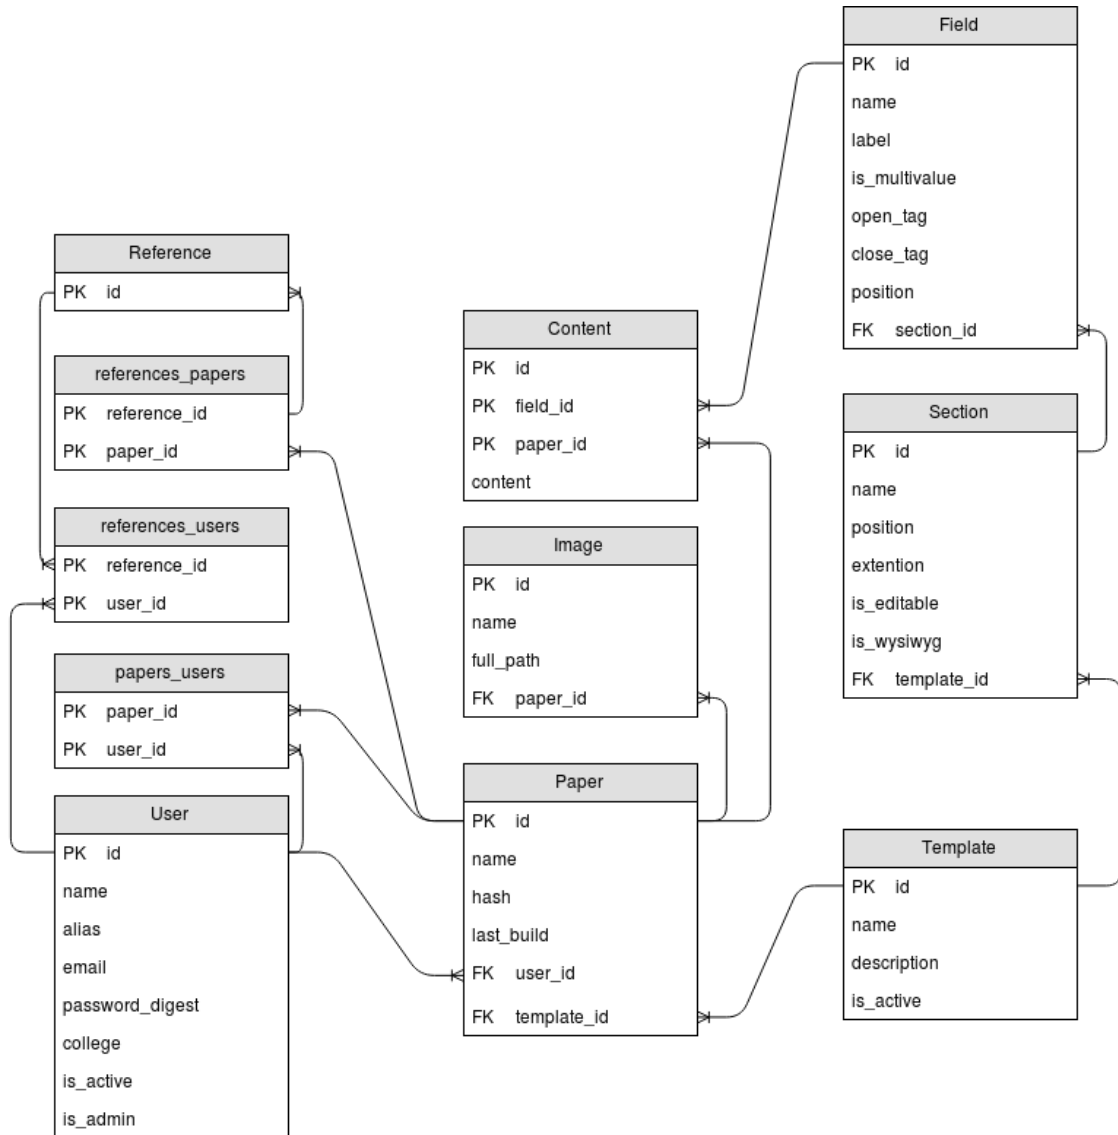 Field
PK id
name
label
is_multivalue
open_tag
close_tag
position
FK section_id
Reference
PK id
references_papers
PK reference_id
PK paper_id
references_users
PK reference_id
PK user_id
papers_users
PK paper_id
PK user_id
User
PK id
name
alias
email
password_digest
college
is_active
is_admin
Content
PK id
PK field_id
PK paper_id
content
Image
PK id
name
full_path
FK paper_id
Paper
PK id
name
hash
last_build
FK user_id
FK template_id
Section
PK id
name
position
extention
is_editable
is_wysiwyg
FK template_id
Template
PK id
name
description
is_active